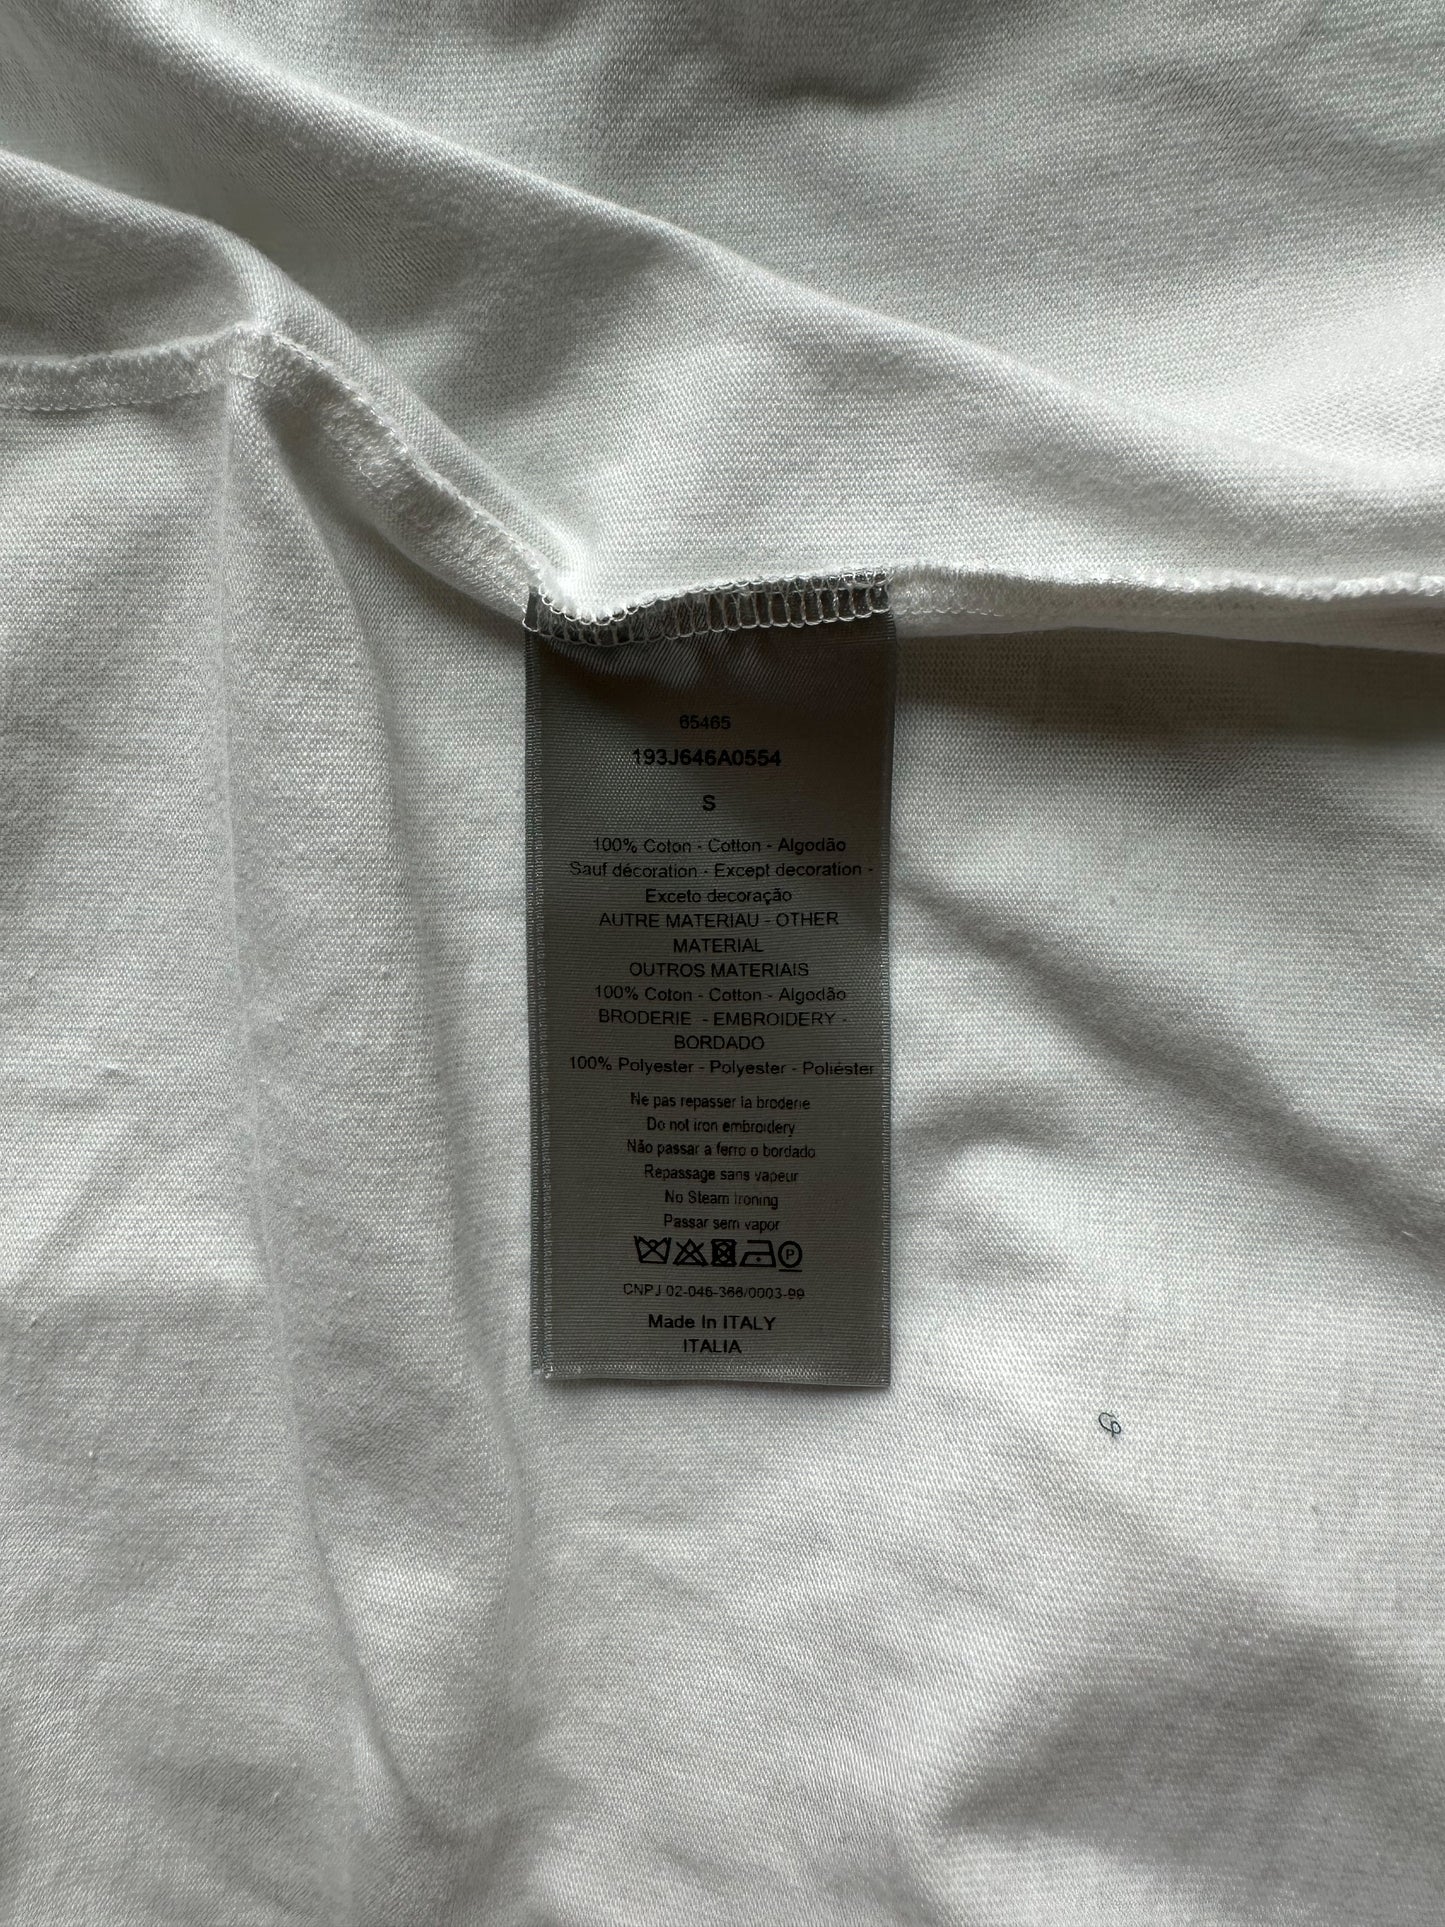 65465
193J646A0554
S
100% Coton - Cotton - Algodão
Sauf décoration - Except decoration -
Exceto decoração
AUTRE MATERIAU - OTHER
MATERIAL
OUTROS MATERIAIS
100% Coton - Cotton - Algodão
BRODERIE - EMBROIDERY -
BORDADO
100% Polyester - Polyester - Poliéster
Ne pas repasser la broderie
Do not iron embroidery
Não passar a ferro o bordado
Repassage sans vapeur
No Steam Ironing
Passar sem vapor
P
CNPJ 02-046-366/0003-99
Made In ITALY
ITALIA